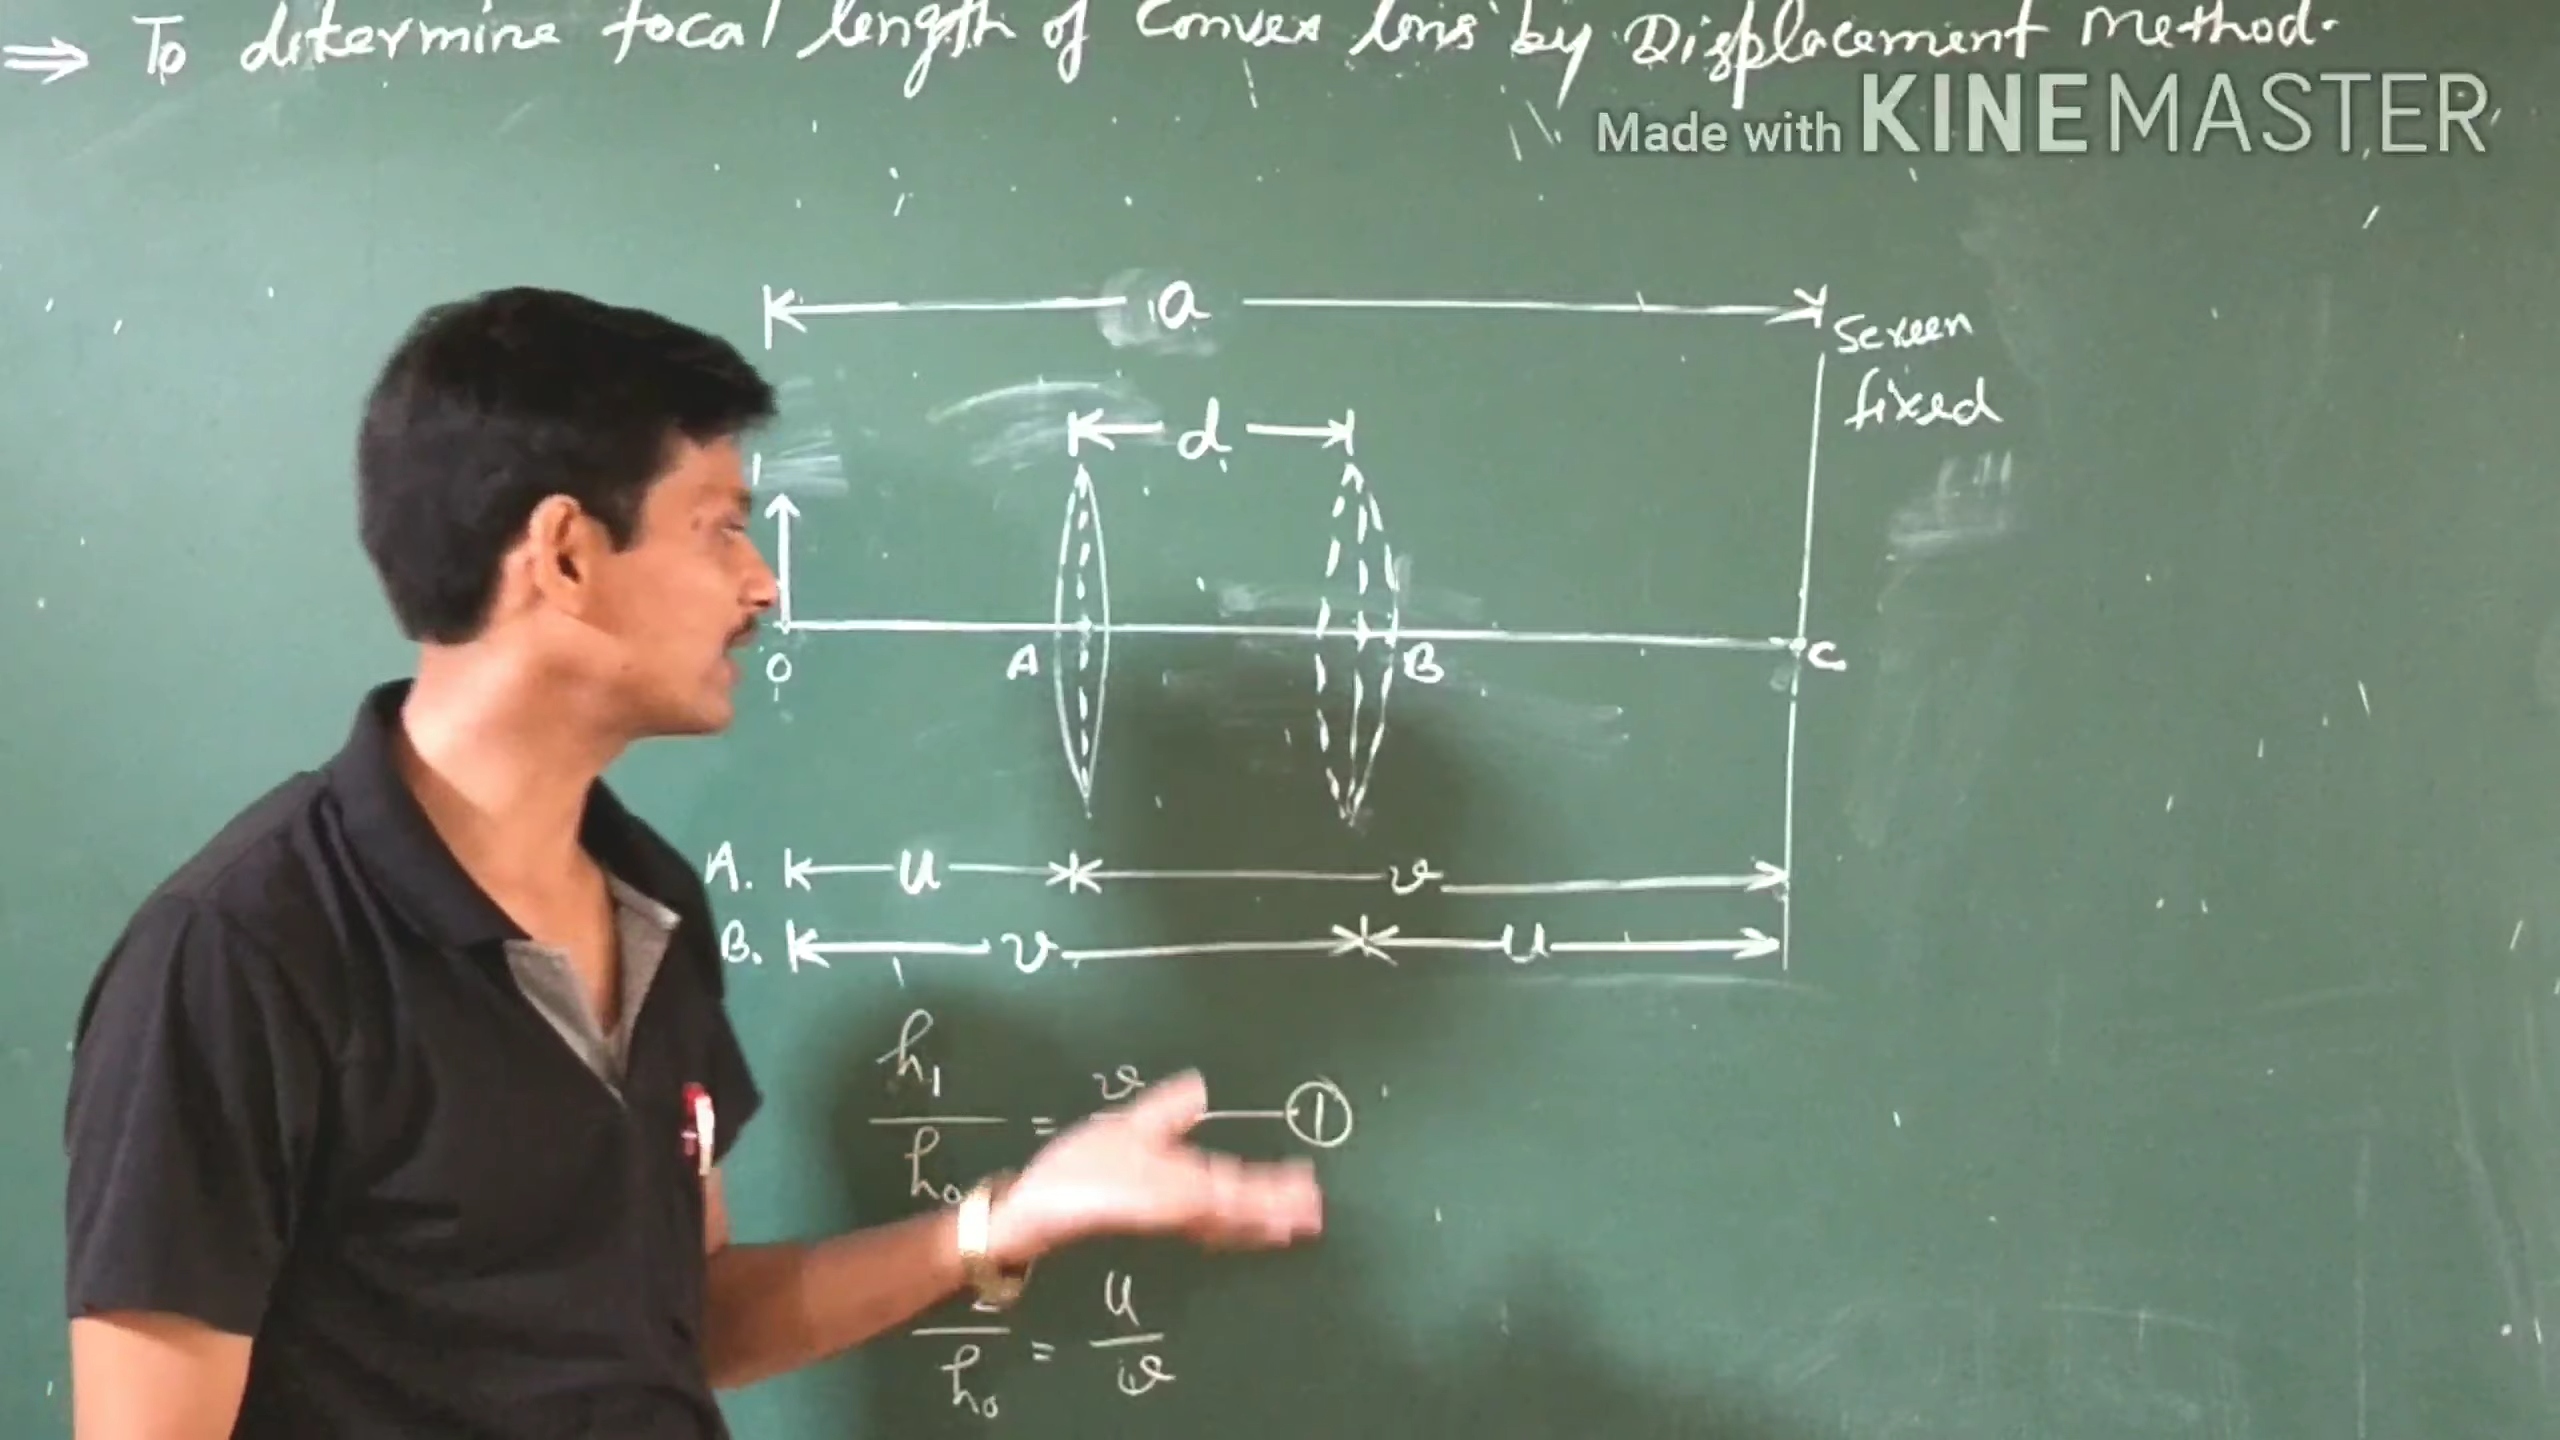 ⇒ To determine focal length of Convex lens by Displacement method.
Made with KINEMASTER
a
Screen
fixed
d
O A B C
A. u v
B. v u
h₁ / h₀ = v ①
h₀ = u / v